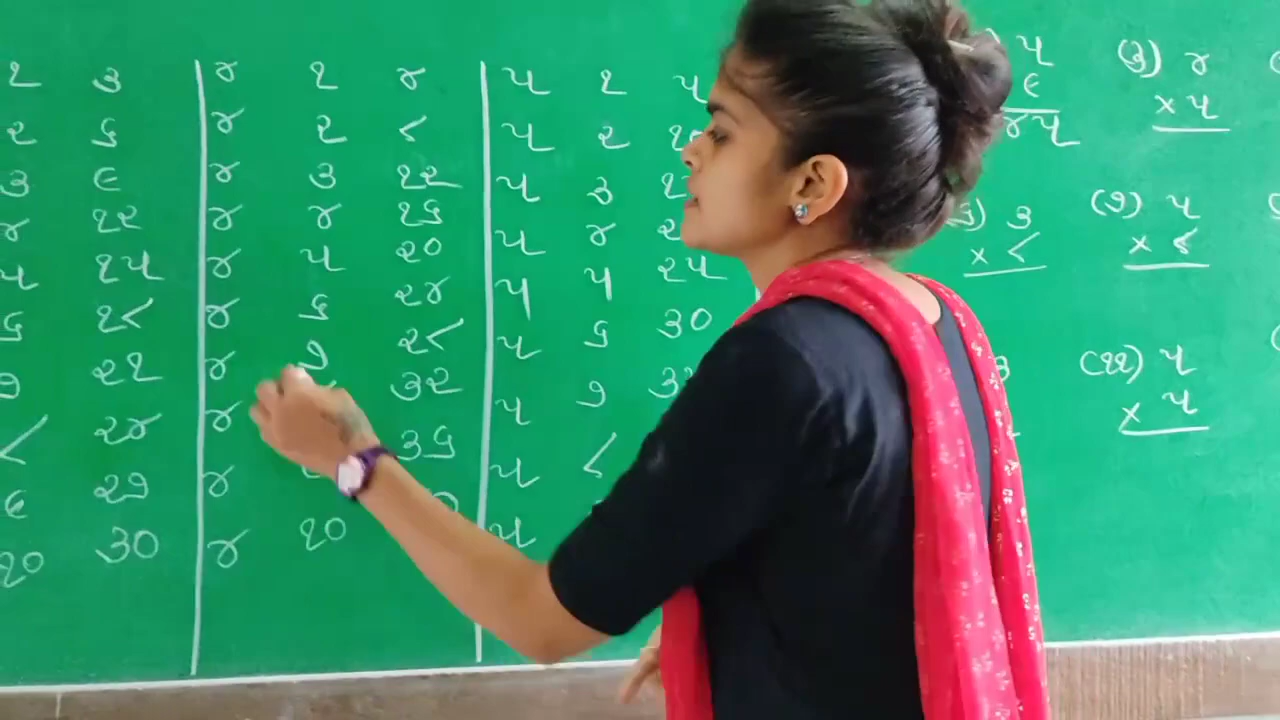 ૧ ૩ ૪ ૧ ૪ ૫ ૧ ૫ ૫ (૩) ૪
૯ × ૫
૨ ૬ ૪ ૨ ૮ ૫ ૨ ૧૦ ૪૫
૩ ૯ ૪ ૩ ૧૨ ૫ ૩
૪ ૧૨ ૪ ૪ ૧૬ ૫ ૪ ૬) ૩ (૭) ૫
૫ ૧૫ ૪ ૫ ૨૦ ૫ ૫ ૨૫ × ૮ ×
૬ ૧૮ ૪ ૬ ૨૪ ૫ ૬ ૩૦
૭ ૨૧ ૪ ૭ ૨૮ ૫ ૭ (૧૧) ૫
૮ ૨૪ ૪ ૩૨ ૫ ૮ × ૫
૯ ૨૭ ૪ ૩૬ ૫
૧૦ ૩૦ ૪ ૧૦